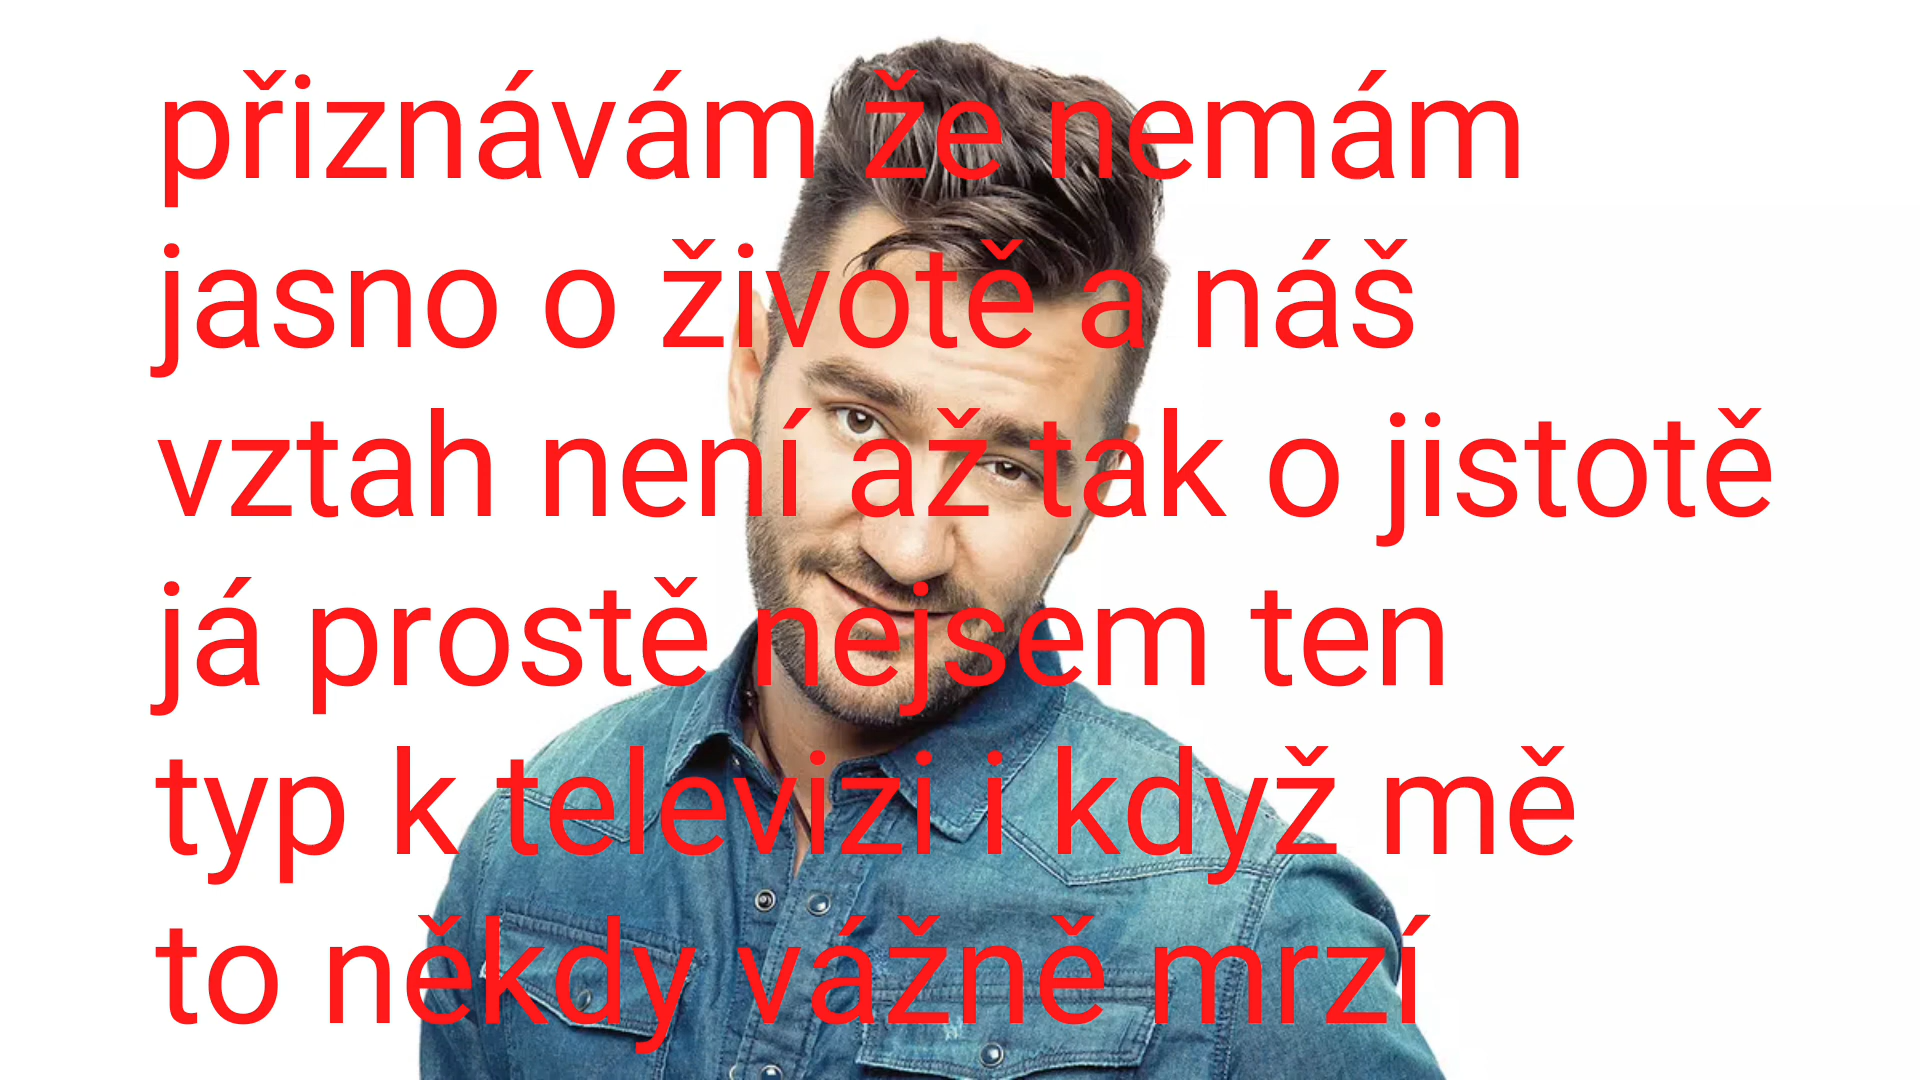 přiznávám že nemám
jasno o životě a náš
vztah není až tak o jistotě
já prostě nejsem ten
typ k televizi i když mě
to někdy vážně mrzí